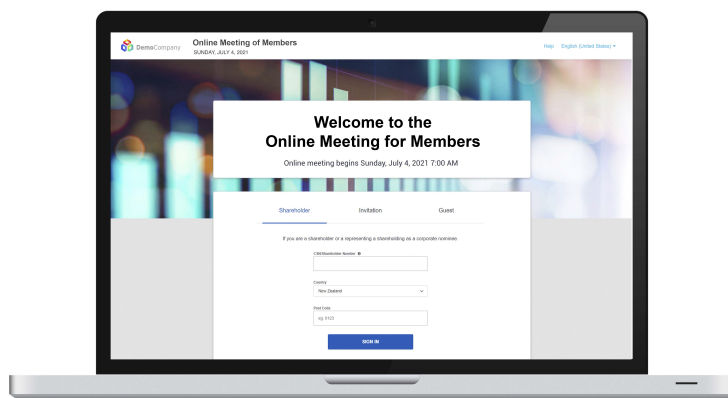 DemoCompany
Online Meeting of Members
SUNDAY, JULY 4, 2021
Help English (United States)
Welcome to the
Online Meeting for Members
Online meeting begins Sunday, July 4, 2021 7:00 AM
Shareholder Invitation Guest
If you are a shareholder or a representing a shareholding as a corporate nominee
CSN/Shareholder Number
Country
New Zealand
Post Code
eg. 0123
SIGN IN